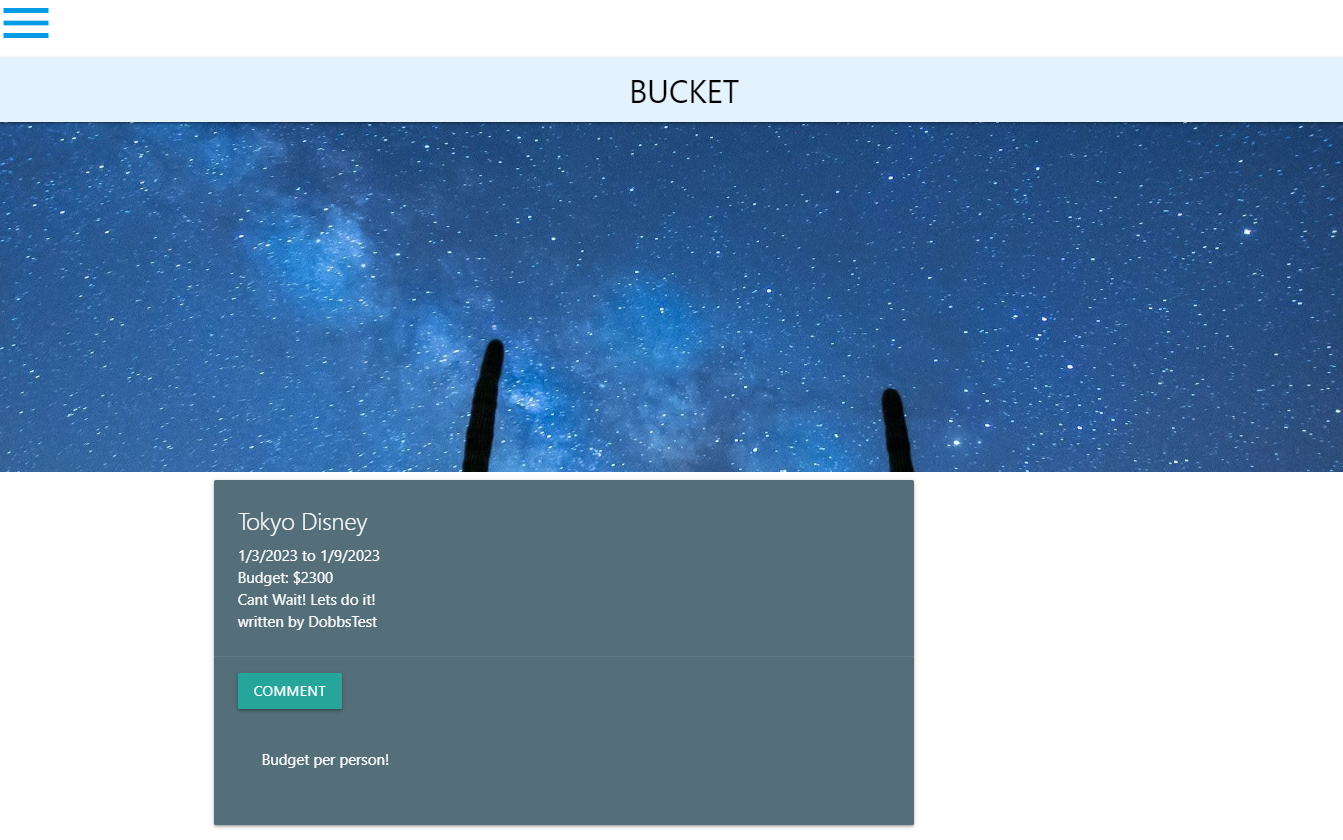 BUCKET
Tokyo Disney
1/3/2023 to 1/9/2023
Budget: $2300
Cant Wait! Lets do it!
written by DobbsTest
COMMENT
Budget per person!